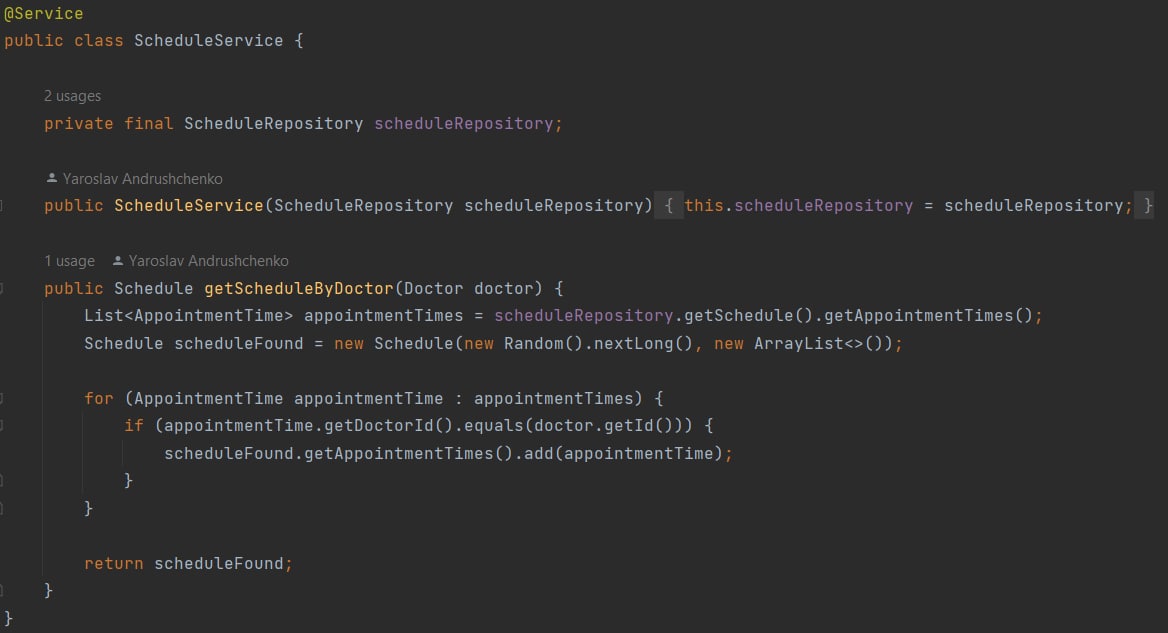 @Service
public class ScheduleService {
2 usages
private final ScheduleRepository scheduleRepository;
Yaroslav Andrushchenko
public ScheduleService(ScheduleRepository scheduleRepository) { this.scheduleRepository = scheduleRepository; }
1 usage Yaroslav Andrushchenko
public Schedule getScheduleByDoctor(Doctor doctor) {
List<AppointmentTime> appointmentTimes = scheduleRepository.getSchedule().getAppointmentTimes();
Schedule scheduleFound = new Schedule(new Random().nextLong(), new ArrayList<>());
for (AppointmentTime appointmentTime : appointmentTimes) {
if (appointmentTime.getDoctorId().equals(doctor.getId())) {
scheduleFound.getAppointmentTimes().add(appointmentTime);
}
}
return scheduleFound;
}
}